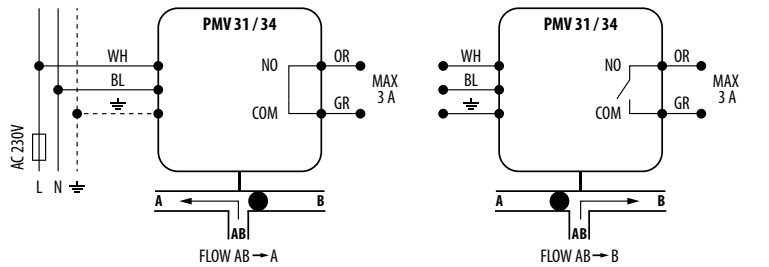 PMV 31 / 34
WH
BL
NO
COM
OR
GR
MAX
3 A
AC 230V
L N
A
B
AB
FLOW AB → A
PMV 31 / 34
WH
BL
NO
COM
OR
GR
MAX
3 A
A
B
AB
FLOW AB → B